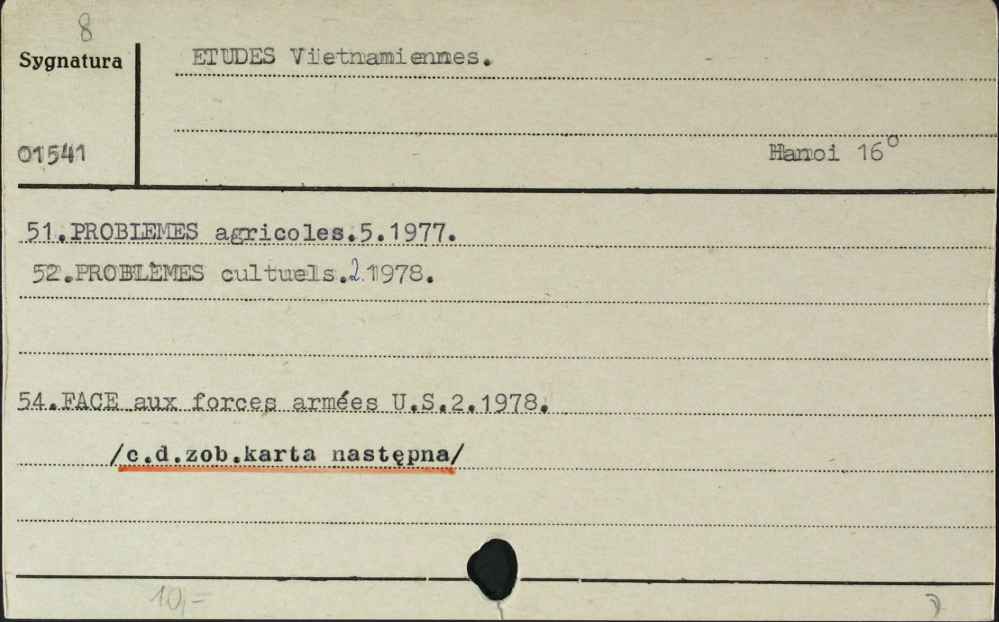 8
Sygnatura
ETUDES Vietnamiennes.
01541
Hanoi 16°
51.PROBLEMES agricoles.5.1977.
52.PROBLÈMES cultuels.2.1978.
54.FACE aux forces armées U.S.2.1978.
/c.d.zob.karta następna/
10,-